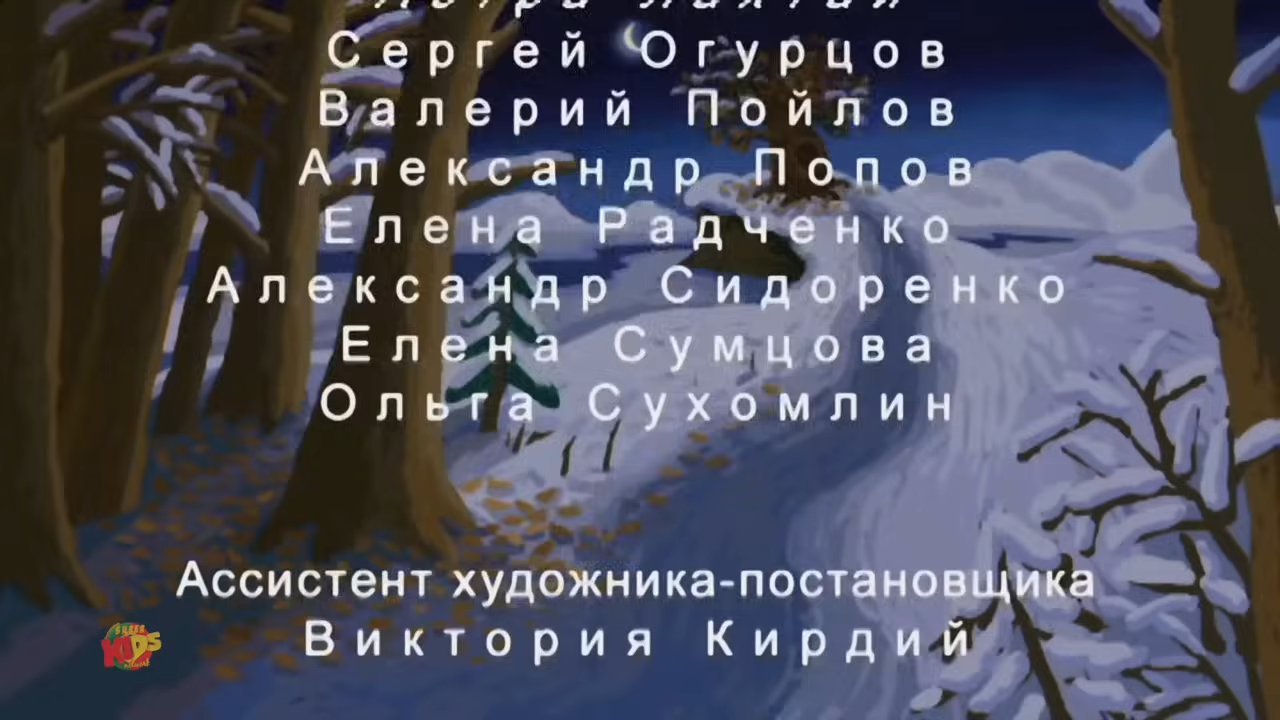 Сергей Огурцов
Валерий Пойлов
Александр Попов
Елена Радченко
Александр Сидоренко
Елена Сумцова
Ольга Сухомлин
Ассистент художника-постановщика
Виктория Кирдий
KIDS